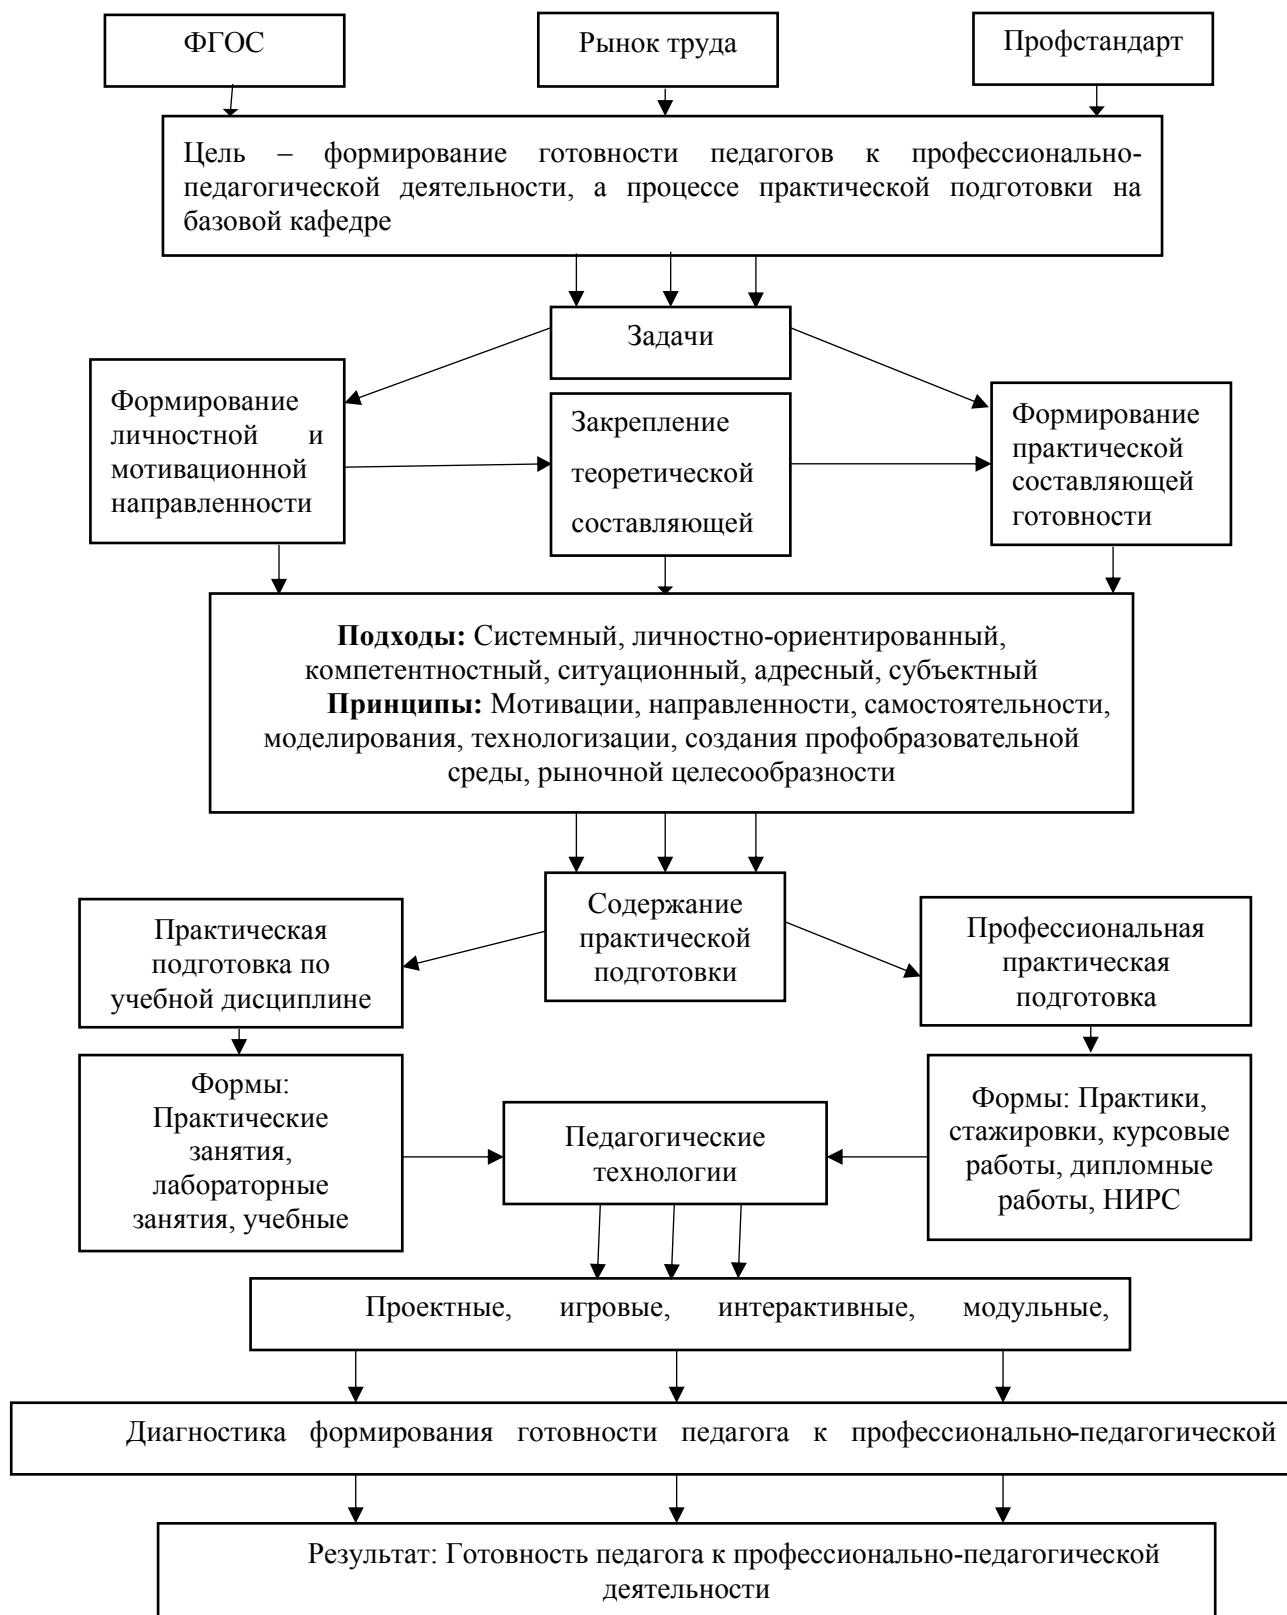 ФГОС
Рынок труда
Профстандарт
Цель – формирование готовности педагогов к профессионально-
педагогической деятельности, а процессе практической подготовки на
базовой кафедре
Задачи
Формирование
личностной и
мотивационной
направленности
Закрепление
теоретической
составляющей
Формирование
практической
составляющей
готовности
Подходы: Системный, личностно-ориентированный,
компетентностный, ситуационный, адресный, субъектный
Принципы: Мотивации, направленности, самостоятельности,
моделирования, технологизации, создания профобразовательной
среды, рыночной целесообразности
Содержание
практической
подготовки
Практическая
подготовка по
учебной дисциплине
Профессиональная
практическая
подготовка
Формы:
Практические
занятия,
лабораторные
занятия, учебные
Педагогические
технологии
Формы: Практики,
стажировки, курсовые
работы, дипломные
работы, НИРС
Проектные, игровые, интерактивные, модульные,
Диагностика формирования готовности педагога к профессионально-педагогической
Результат: Готовность педагога к профессионально-педагогической
деятельности